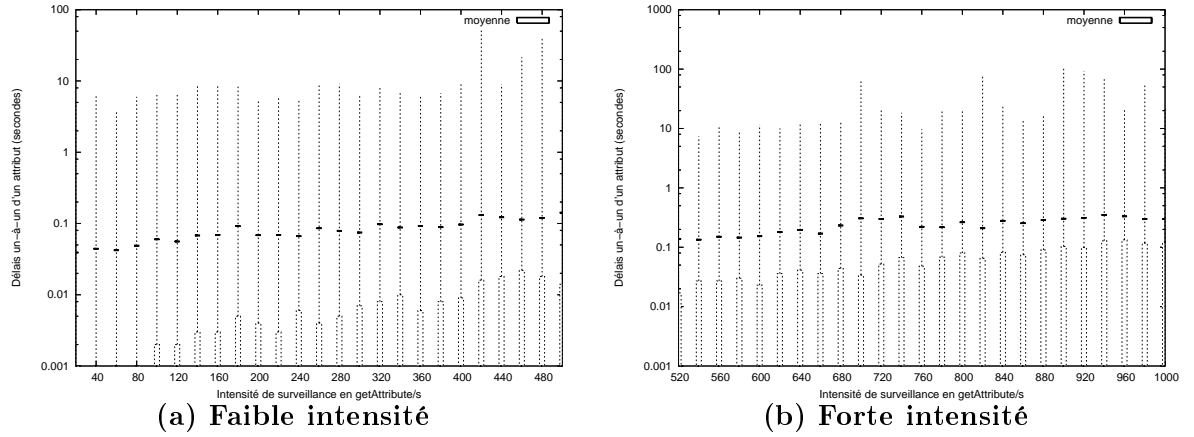 100
10
1
0.1
0.01
0.001
Délais un−à−un d'un attribut (secondes)
moyenne
40 80 120 160 200 240 280 320 360 400 440 480
Intensité de surveillance en getAttribute/s
(a) Faible intensité
1000
100
10
1
0.1
0.01
0.001
Délais un−à−un d'un attribut (secondes)
moyenne
520 560 600 640 680 720 760 800 840 880 920 960 1000
Intensité de surveillance en getAttribute/s
(b) Forte intensité